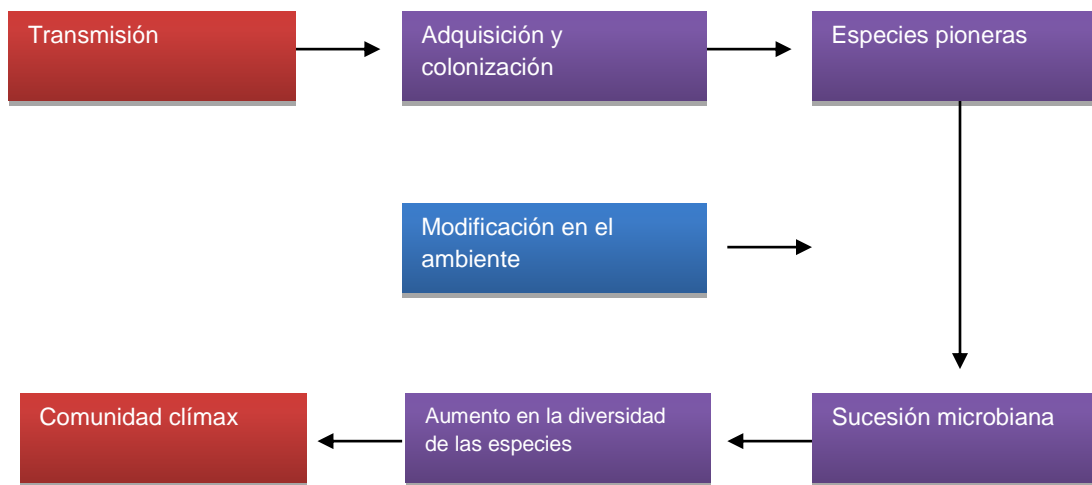 Transmisión
Adquisición y
colonización
Especies pioneras
Modificación en el
ambiente
Comunidad clímax
Aumento en la diversidad
de las especies
Sucesión microbiana